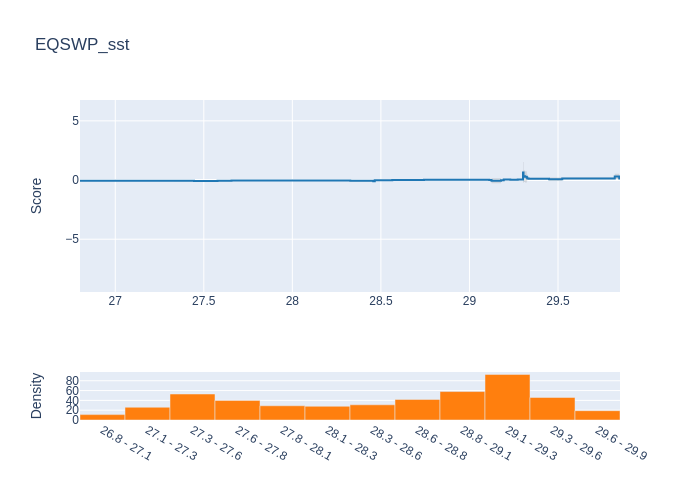 EQSWP_sst
Score
5
0
−5
27
27.5
28
28.5
29
29.5
Density
80
60
40
20
0
26.8 - 27.1
27.1 - 27.3
27.3 - 27.6
27.6 - 27.8
27.8 - 28.1
28.1 - 28.3
28.3 - 28.6
28.6 - 28.8
28.8 - 29.1
29.1 - 29.3
29.3 - 29.6
29.6 - 29.9